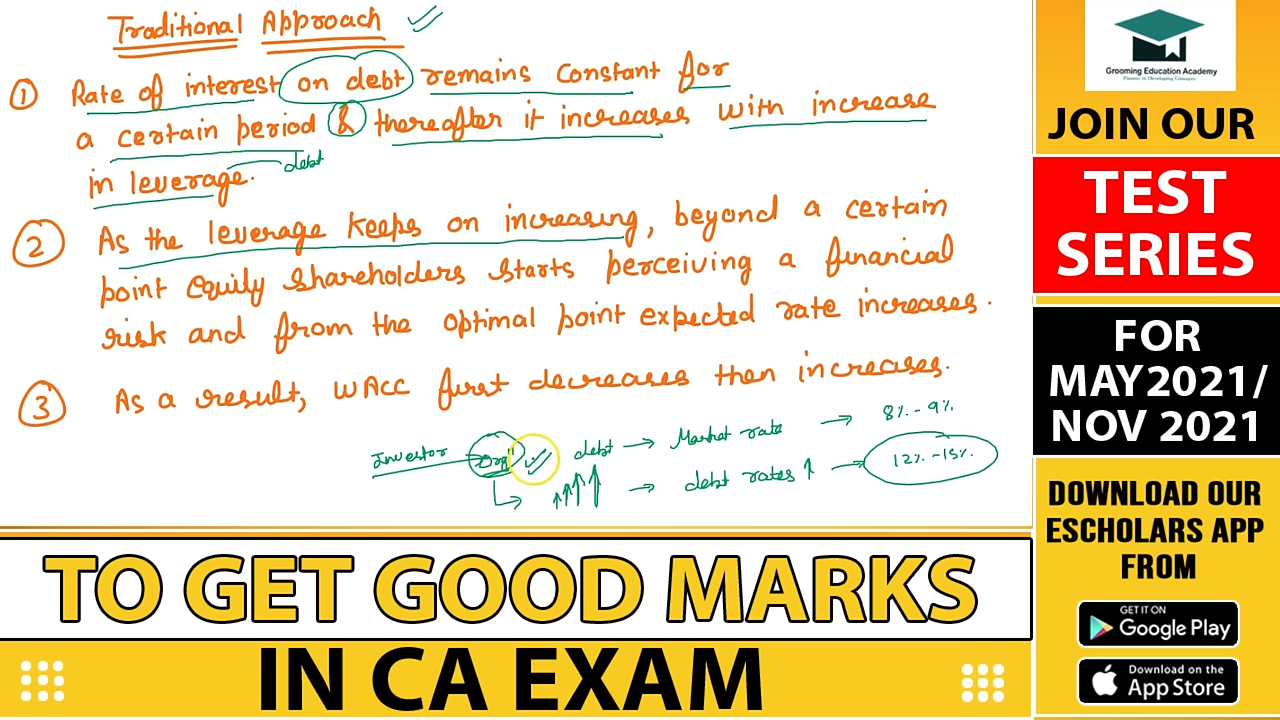 Traditional Approach
① Rate of interest on debt remains constant for
a certain period & thereafter it increases with increase
in leverage.
debt
② As the leverage keeps on increasing, beyond a certain
point equity shareholders starts perceiving a financial
risk and from the optimal point expected rate increases.
③ As a result, WACC first decreases then increases.
Investor Orgn debt → Market rate → 8% - 9%
↑↑↑↑ → debt rates ↑ → 12% - 15%
TO GET GOOD MARKS
IN CA EXAM
Grooming Education Academy
JOIN OUR
TEST
SERIES
FOR
MAY2021/
NOV 2021
DOWNLOAD OUR
ESCHOLARS APP
FROM
GET IT ON
Google Play
Download on the
App Store